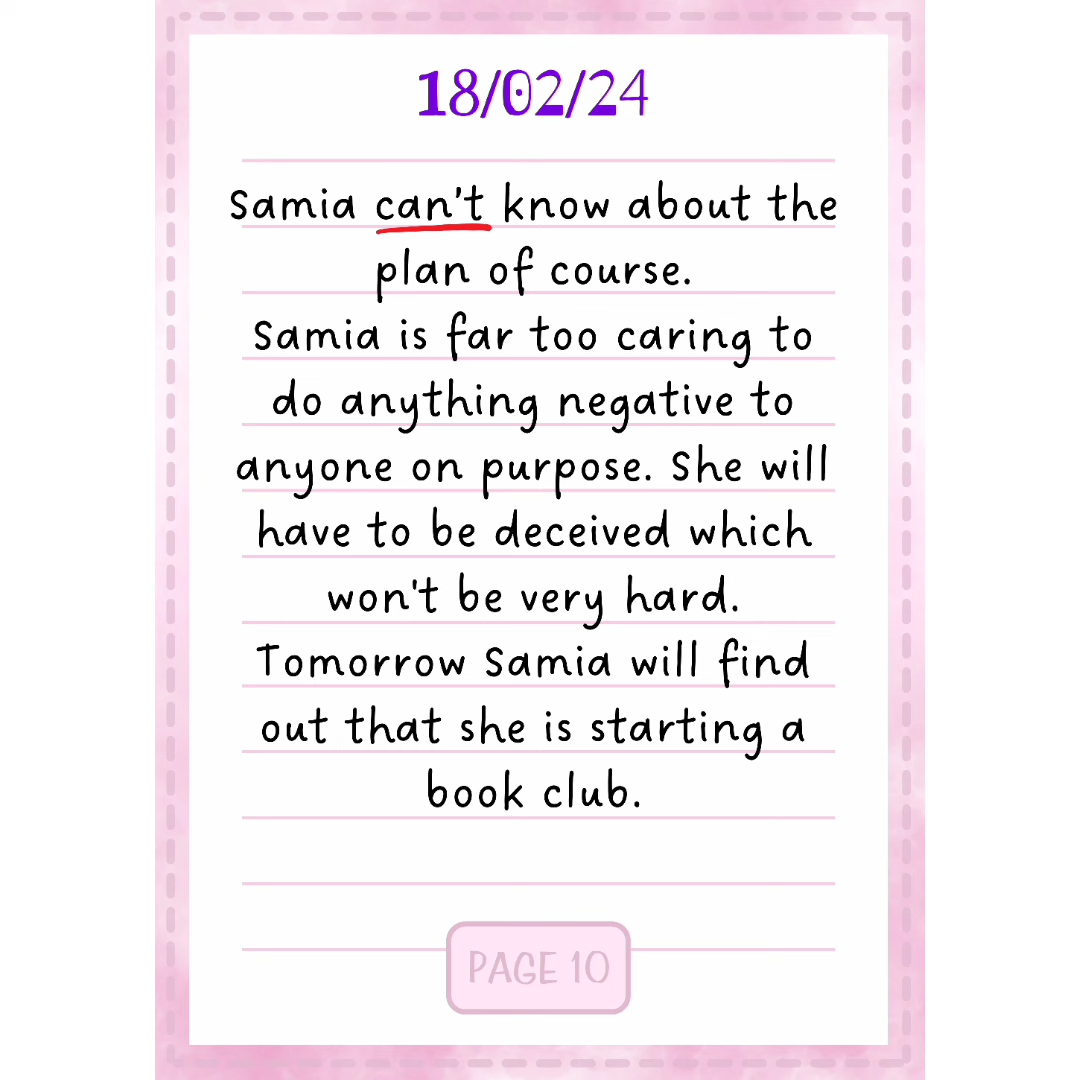 18/02/24
Samia can't know about the
plan of course.
Samia is far too caring to
do anything negative to
anyone on purpose. She will
have to be deceived which
won't be very hard.
Tomorrow Samia will find
out that she is starting a
book club.
PAGE 10